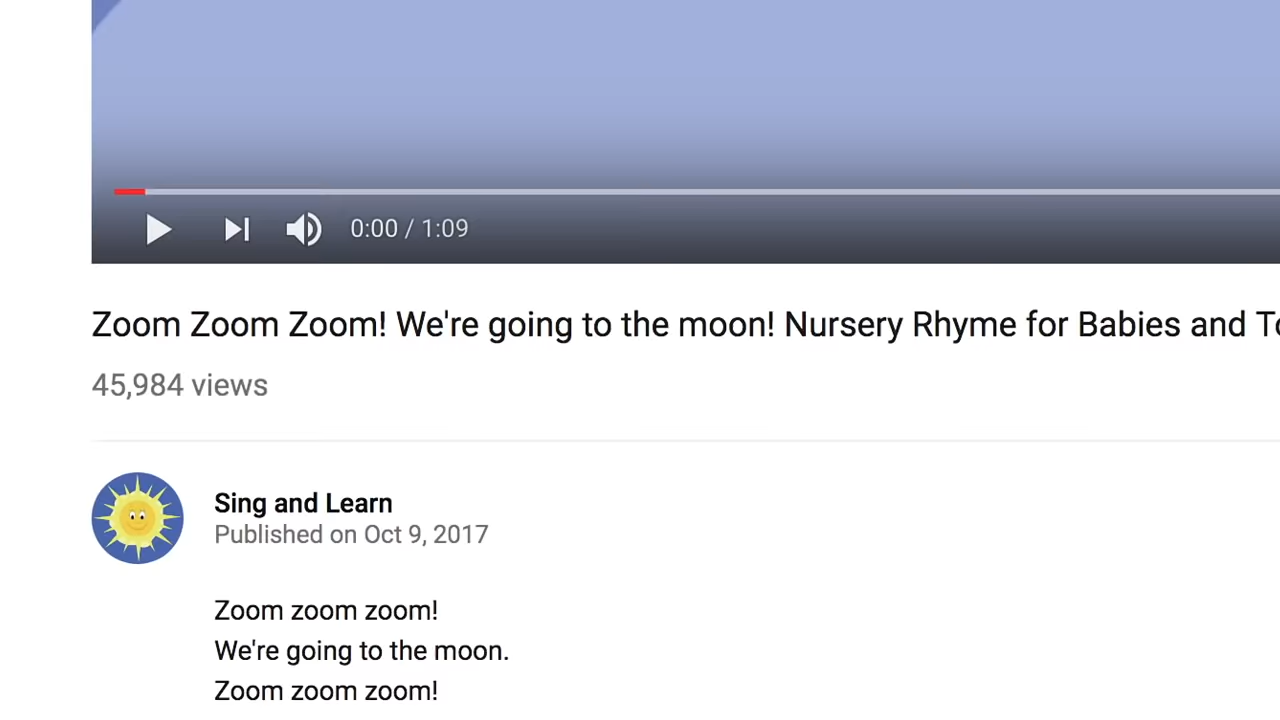 0:00 / 1:09
Zoom Zoom Zoom! We're going to the moon! Nursery Rhyme for Babies and
45,984 views
Sing and Learn
Published on Oct 9, 2017
Zoom zoom zoom!
We're going to the moon.
Zoom zoom zoom!